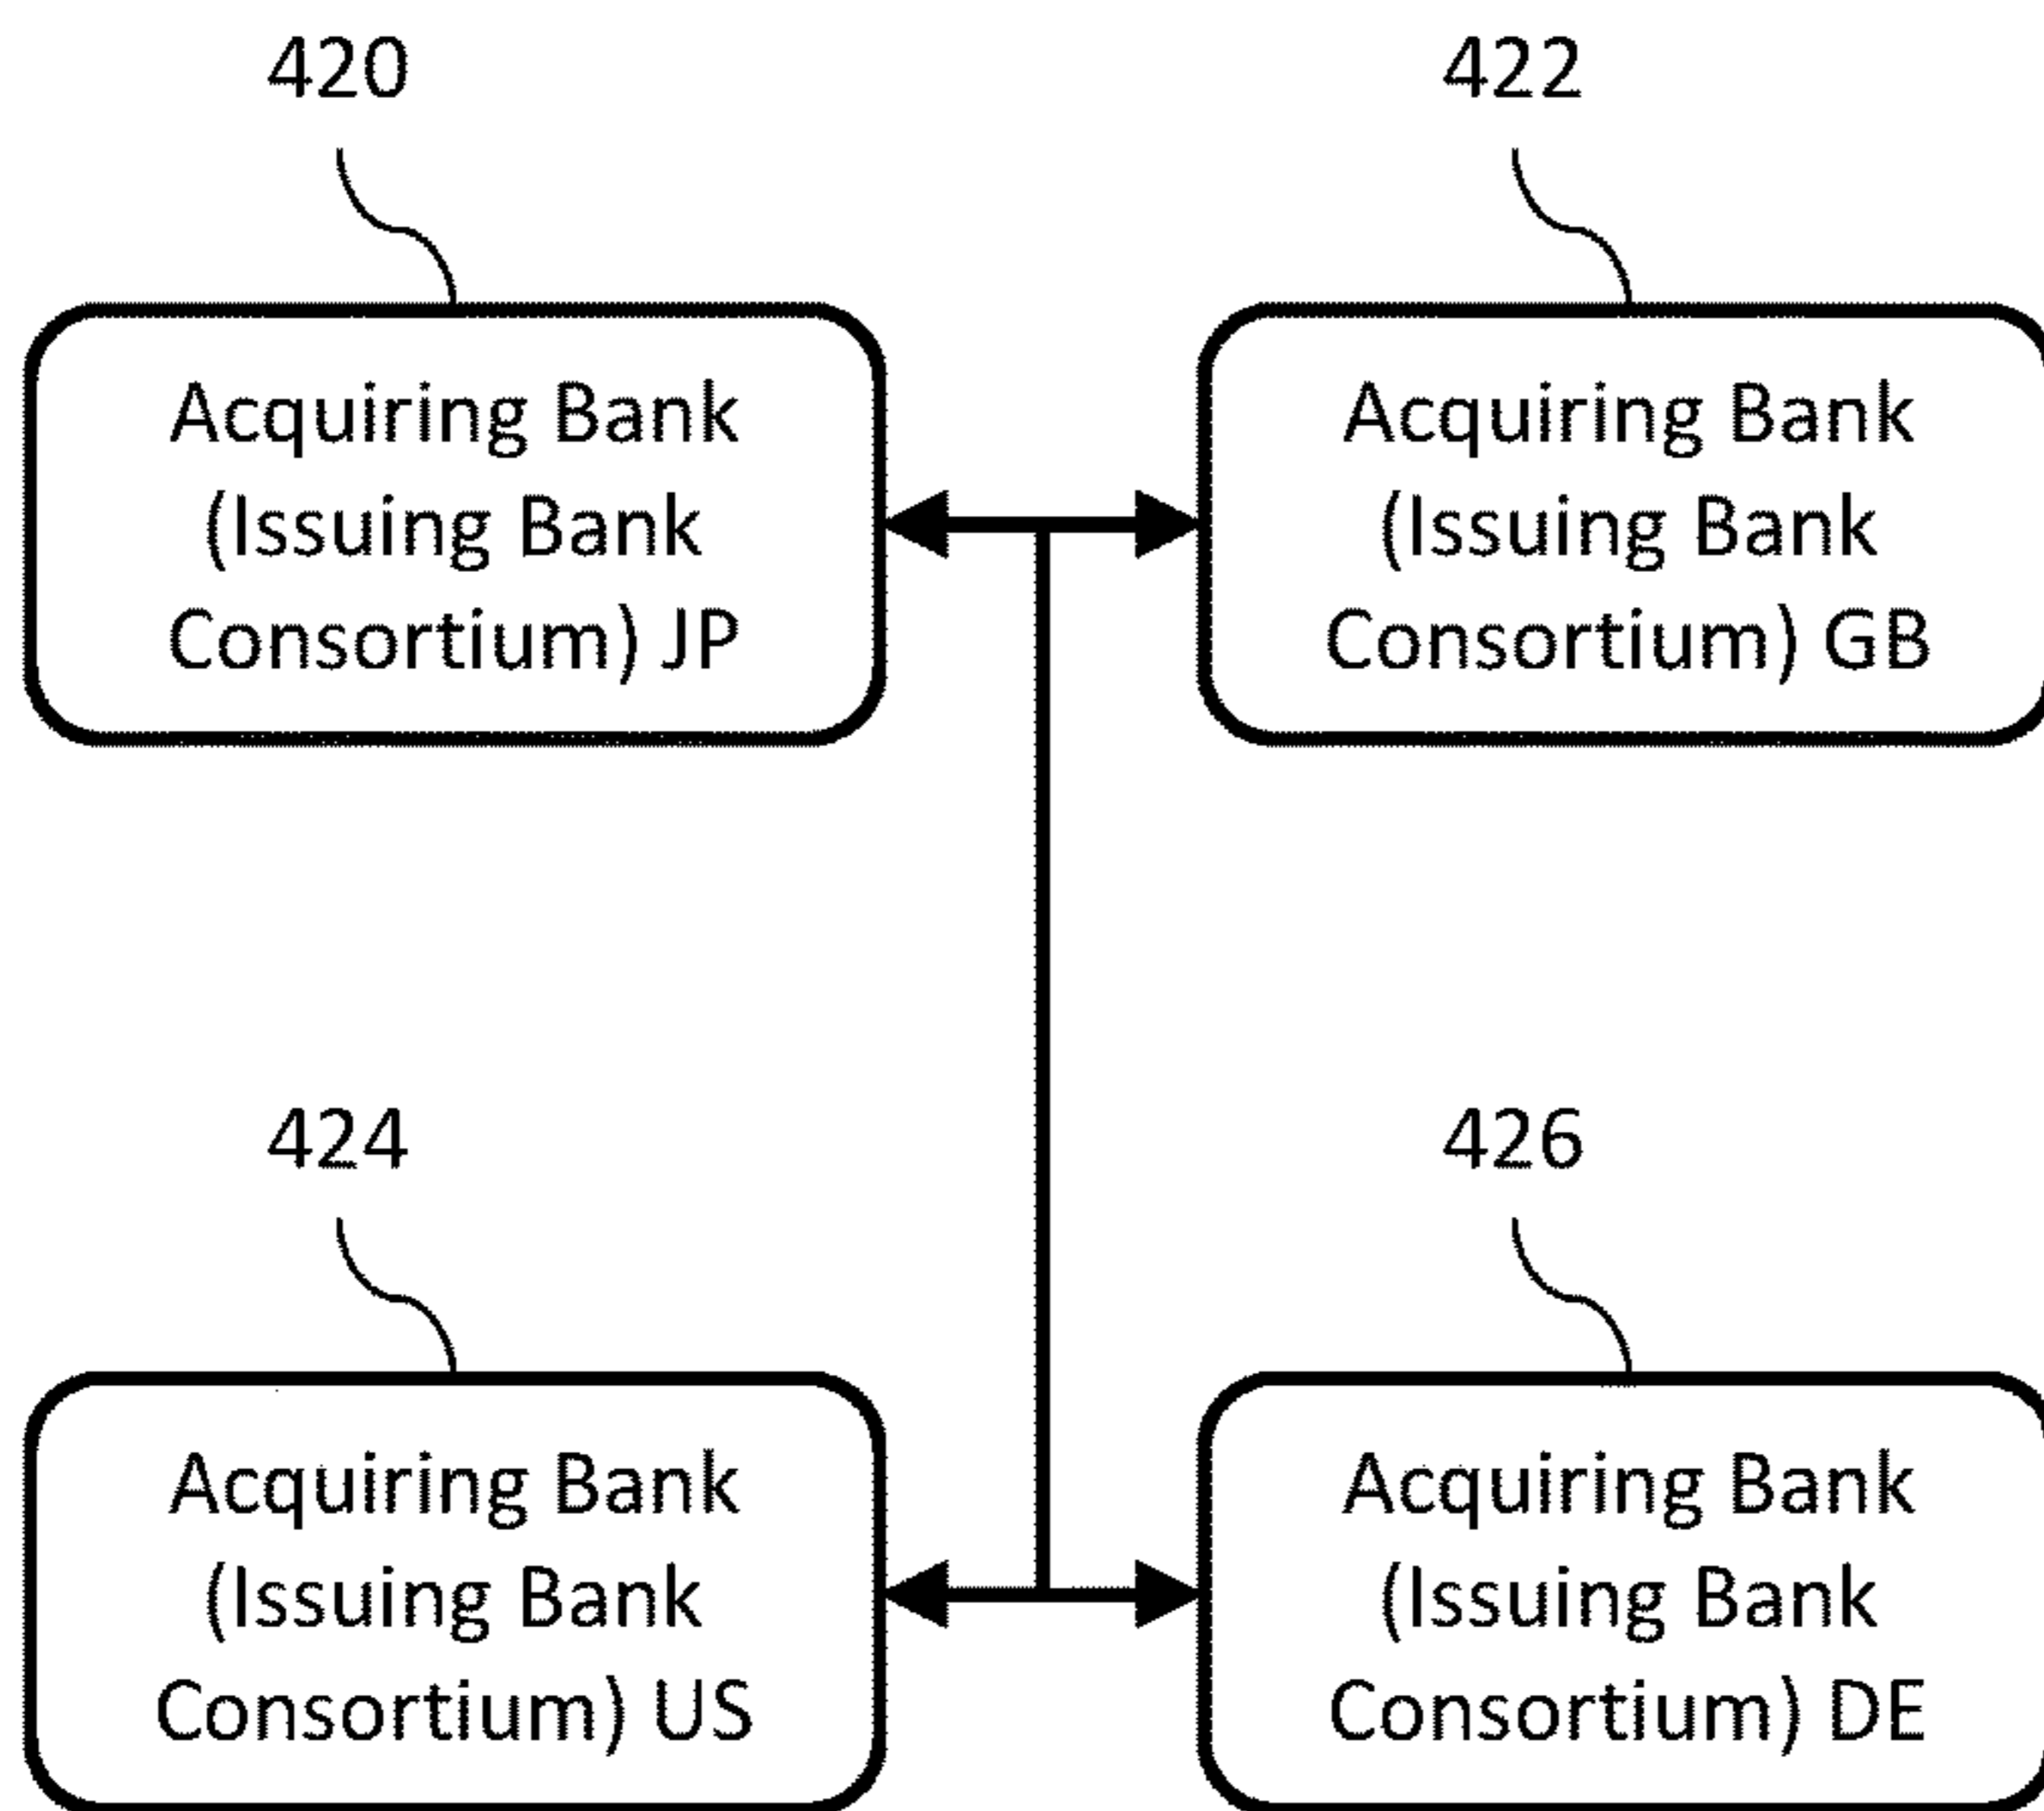 420
422
Acquiring Bank
(Issuing Bank
Consortium) JP
Acquiring Bank
(Issuing Bank
Consortium) GB
424
426
Acquiring Bank
(Issuing Bank
Consortium) US
Acquiring Bank
(Issuing Bank
Consortium) DE